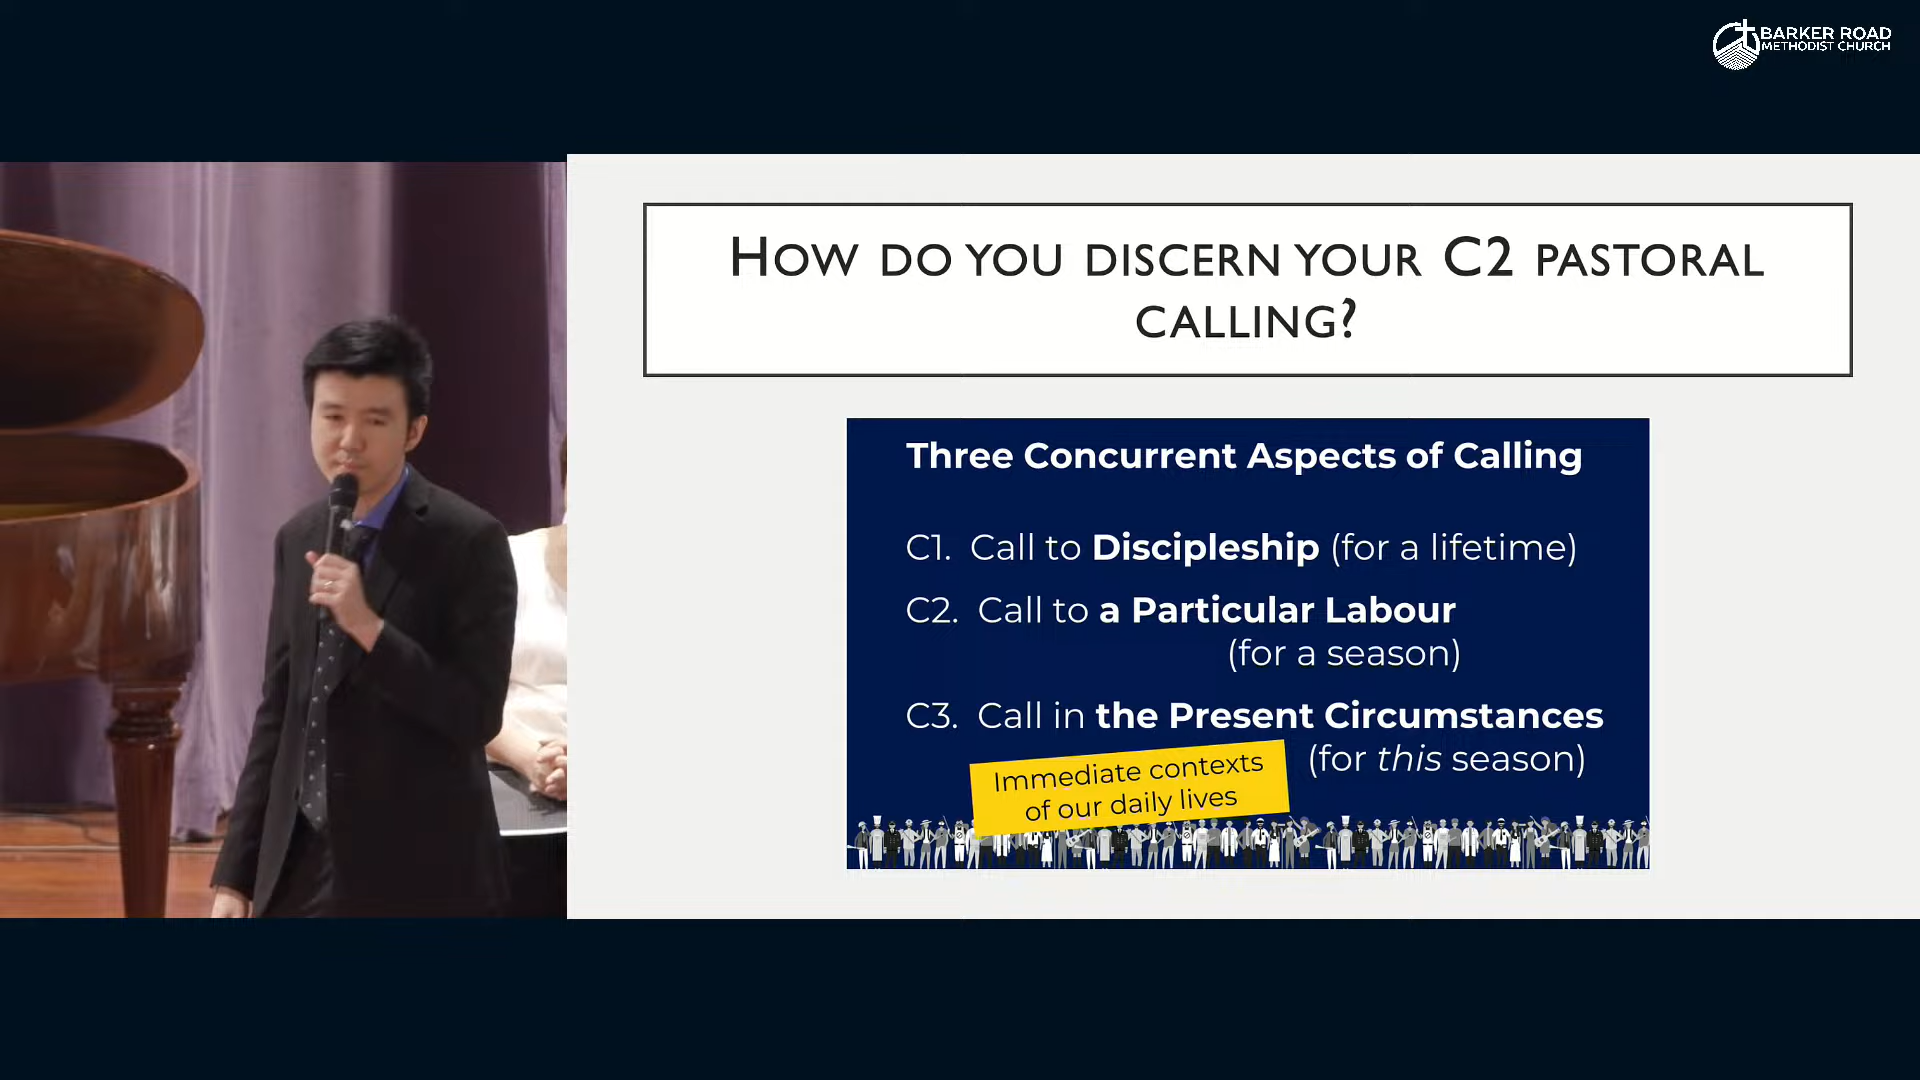 BARKER ROAD
METHODIST CHURCH
HOW DO YOU DISCERN YOUR C2 PASTORAL
CALLING?
Three Concurrent Aspects of Calling
C1. Call to Discipleship (for a lifetime)
C2. Call to a Particular Labour
(for a season)
C3. Call in the Present Circumstances
(for this season)
Immediate contexts
of our daily lives